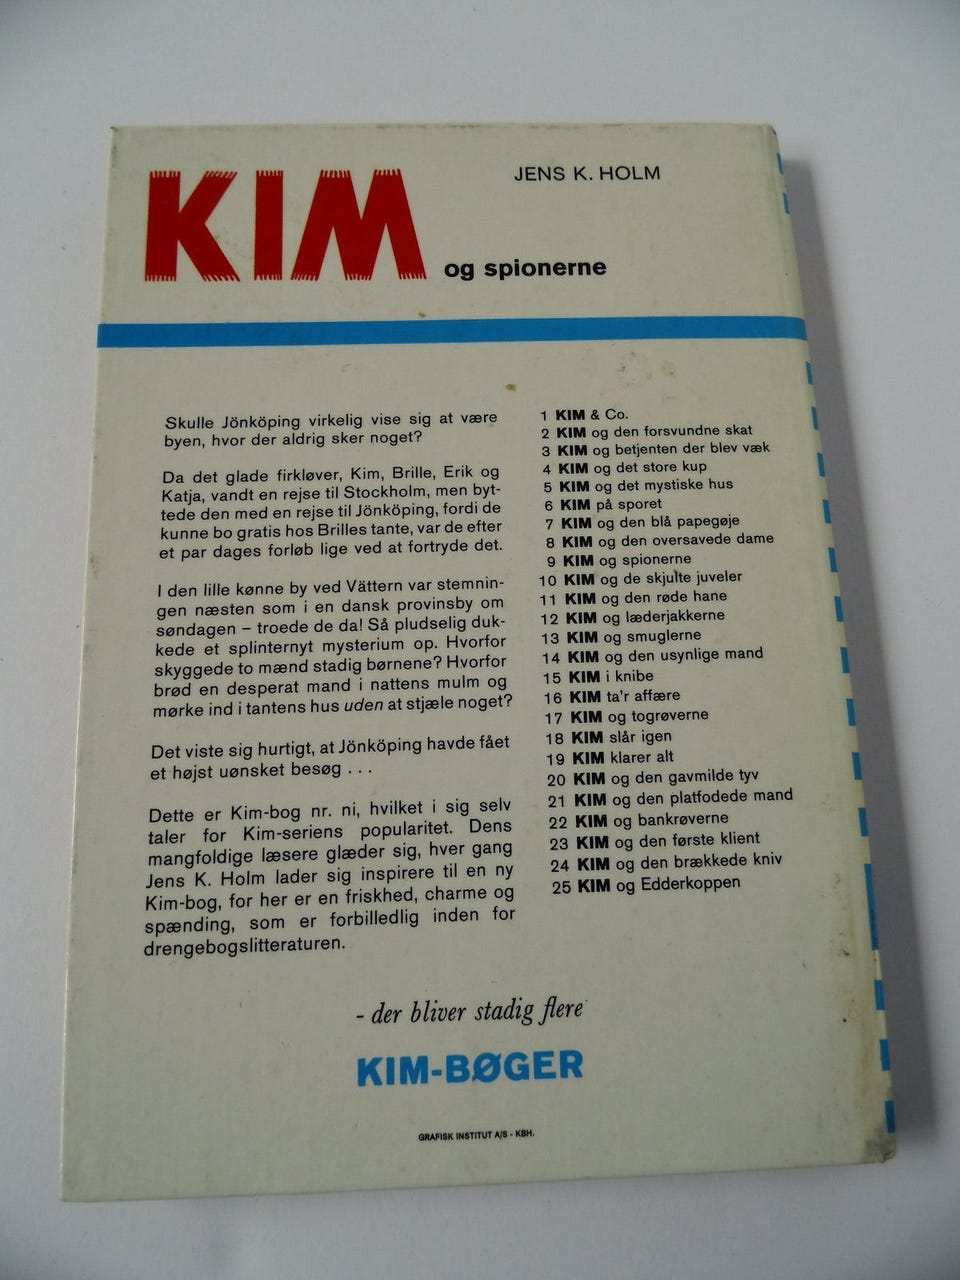 JENS K. HOLM
KIM og spionerne
Skulle Jönköping virkelig vise sig at være
byen, hvor der aldrig sker noget?
Da det glade firkløver, Kim, Brille, Erik og
Katja, vandt en rejse til Stockholm, men byt-
tede den med en rejse til Jönköping, fordi de
kunne bo gratis hos Brilles tante, var de efter
et par dages forløb lige ved at fortryde det.
I den lille kønne by ved Vättern var stemnin-
gen næsten som i en dansk provinsby om
søndagen – troede de da! Så pludselig duk-
kede et splinternyt mysterium op. Hvorfor
skyggede to mænd stadig børnene? Hvorfor
brød en desperat mand i nattens mulm og
mørke ind i tantens hus uden at stjæle noget?
Det viste sig hurtigt, at Jönköping havde fået
et højst uønsket besøg . . .
Dette er Kim-bog nr. ni, hvilket i sig selv
taler for Kim-seriens popularitet. Dens
mangfoldige læsere glæder sig, hver gang
Jens K. Holm lader sig inspirere til en ny
Kim-bog, for her er en friskhed, charme og
spænding, som er forbilledlig inden for
drengebogslitteraturen.
1 KIM & Co.
2 KIM og den forsvundne skat
3 KIM og betjenten der blev væk
4 KIM og det store kup
5 KIM og det mystiske hus
6 KIM på sporet
7 KIM og den blå papegøje
8 KIM og den oversavede dame
9 KIM og spionerne
10 KIM og de skjulte juveler
11 KIM og den røde hane
12 KIM og læderjakkerne
13 KIM og smuglerne
14 KIM og den usynlige mand
15 KIM i knibe
16 KIM ta'r affære
17 KIM og togrøverne
18 KIM slår igen
19 KIM klarer alt
20 KIM og den gavmilde tyv
21 KIM og den platfodede mand
22 KIM og bankrøverne
23 KIM og den første klient
24 KIM og den brækkede kniv
25 KIM og Edderkoppen
- der bliver stadig flere
KIM-BØGER
GRAFISK INSTITUT A/S - KBH.